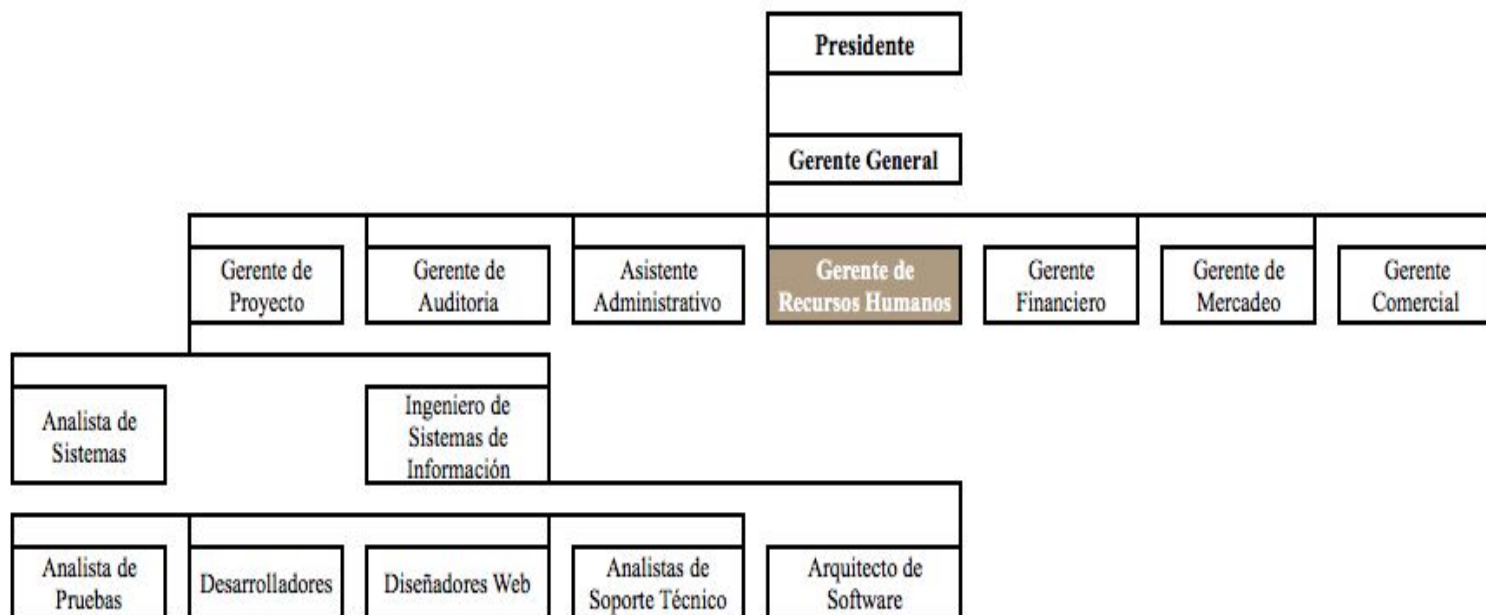 Presidente
Gerente General
Gerente de
Proyecto
Gerente de
Auditoria
Asistente
Administrativo
Gerente de
Recursos Humanos
Gerente
Financiero
Gerente de
Mercadeo
Gerente
Comercial
Analista de
Sistemas
Ingeniero de
Sistemas de
Información
Analista de
Pruebas
Desarrolladores
Diseñadores Web
Analistas de
Soporte Técnico
Arquitecto de
Software